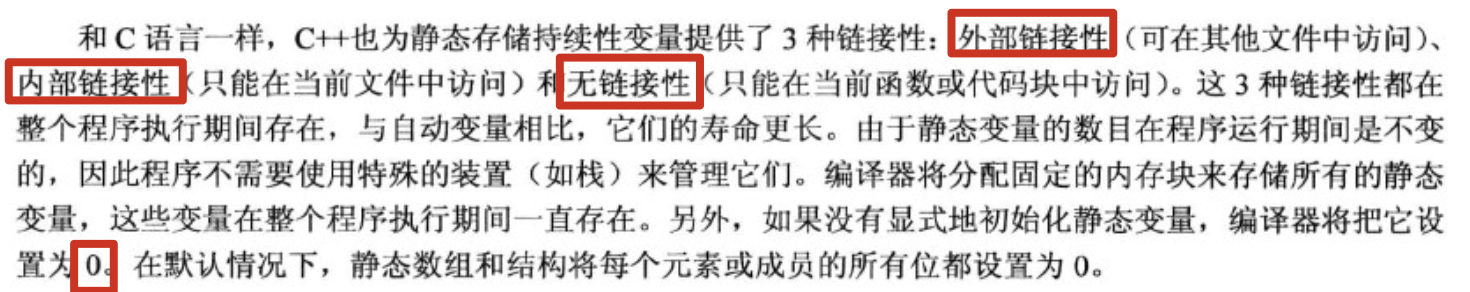 和 C 语言一样，C++也为静态存储持续性变量提供了 3 种链接性：外部链接性（可在其他文件中访问）、
内部链接性（只能在当前文件中访问）和无链接性（只能在当前函数或代码块中访问）。这 3 种链接性都在
整个程序执行期间存在，与自动变量相比，它们的寿命更长。由于静态变量的数目在程序运行期间是不变
的，因此程序不需要使用特殊的装置（如栈）来管理它们。编译器将分配固定的内存块来存储所有的静态
变量，这些变量在整个程序执行期间一直存在。另外，如果没有显式地初始化静态变量，编译器将把它设
置为 0。在默认情况下，静态数组和结构将每个元素或成员的所有位都设置为 0。